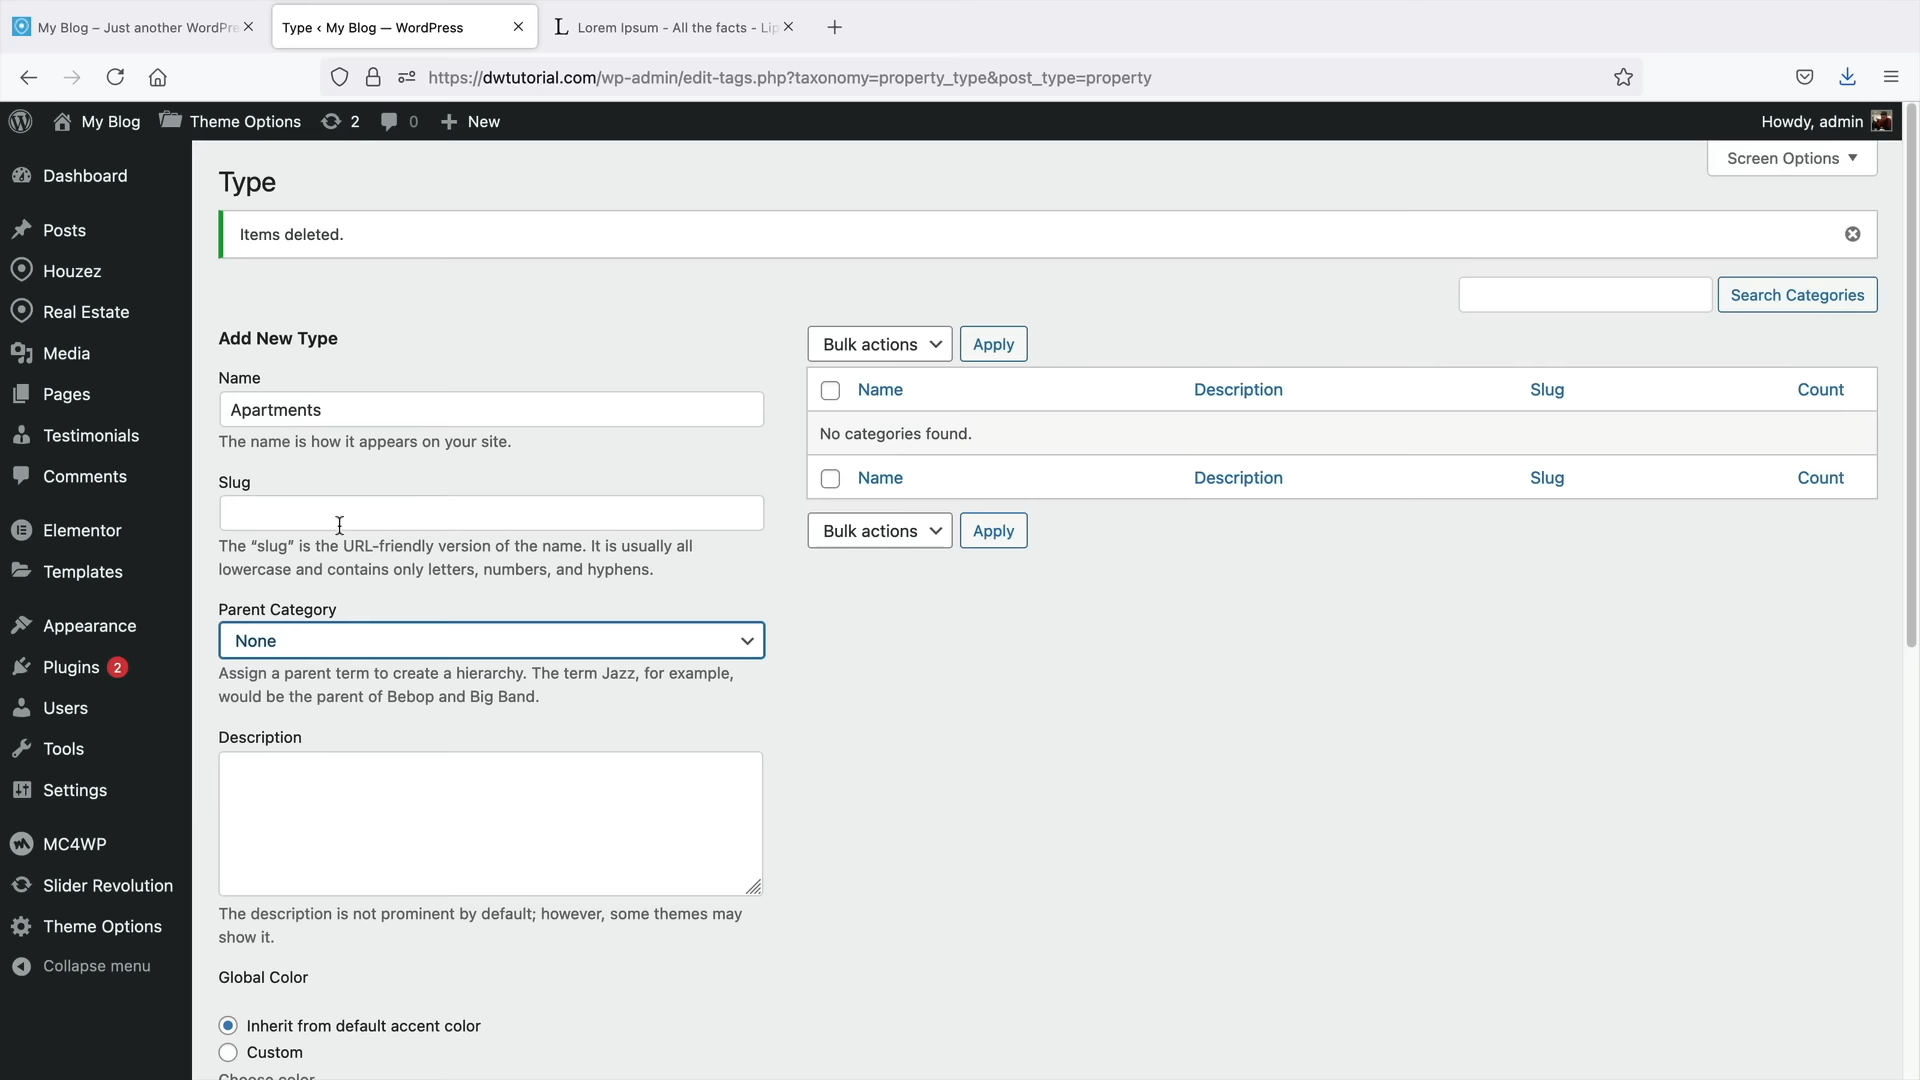 My Blog – Just another WordPre
Type ‹ My Blog — WordPress
Lorem Ipsum - All the facts - Lip
https://dwtutorial.com/wp-admin/edit-tags.php?taxonomy=property_type&post_type=property
My Blog
Theme Options
2
0
New
Howdy, admin
Screen Options
Dashboard
Posts
Houzez
Real Estate
Media
Pages
Testimonials
Comments
Elementor
Templates
Appearance
Plugins 2
Users
Tools
Settings
MC4WP
Slider Revolution
Theme Options
Collapse menu
Type
Items deleted.
Search Categories
Add New Type
Name
Apartments
The name is how it appears on your site.
Slug
The “slug” is the URL-friendly version of the name. It is usually all
lowercase and contains only letters, numbers, and hyphens.
Parent Category
None
Assign a parent term to create a hierarchy. The term Jazz, for example,
would be the parent of Bebop and Big Band.
Description
The description is not prominent by default; however, some themes may
show it.
Global Color
Inherit from default accent color
Custom
Choose color
Bulk actions Apply
Name Description Slug Count
No categories found.
Name Description Slug Count
Bulk actions Apply